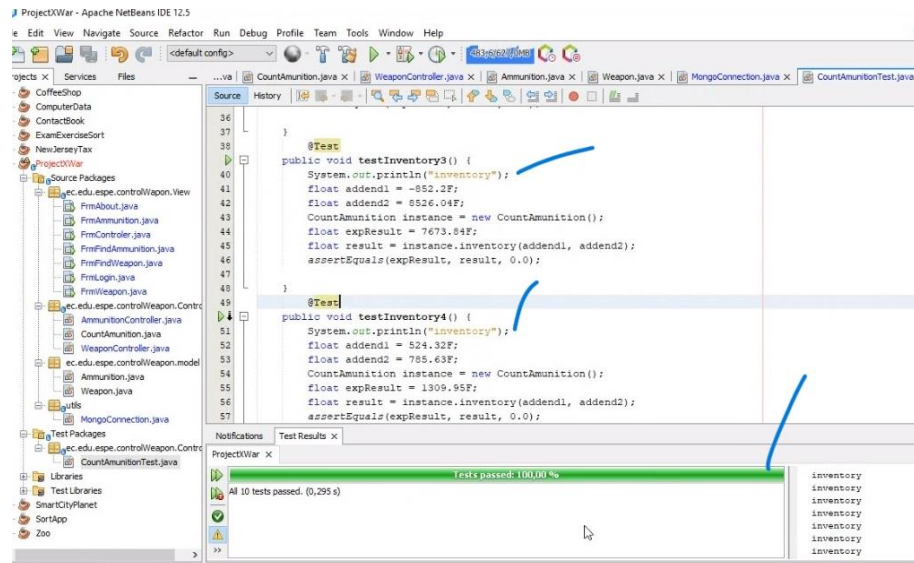 ProjectXWar - Apache NetBeans IDE 12.5
Edit View Navigate Source Refactor Run Debug Profile Team Tools Window Help
<default config>
Services Files
...va CountAmunition.java WeaponController.java Ammunition.java Weapon.java MongoConnection.java CountAmunitionTest.java
Source History
CoffeeShop
ComputerData
ContactBook
ExamExerciseSort
NewJerseyTax
ProjectXWar
Source Packages
ec.edu.espe.controlWapon.View
FrmAbout.java
FrmAmmunition.java
FrmControler.java
FrmFindAmmunition.java
FrmFindWeapon.java
FrmLogin.java
FrmWeapon.java
ec.edu.espe.controlWeapon.Contro
AmmunitionController.java
CountAmunition.java
WeaponController.java
ec.edu.espe.controlWeapon.model
Ammunition.java
Weapon.java
utils
MongoConnection.java
Test Packages
ec.edu.espe.controlWeapon.Contro
CountAmunitionTest.java
Libraries
Test Libraries
SmartCityPlanet
SortApp
Zoo
36
37 }
38 @Test
public void testInventory3() {
40 System.out.println("inventory");
41 float addend1 = -852.2F;
42 float addend2 = 8526.04F;
43 CountAmunition instance = new CountAmunition();
44 float expResult = 7673.84F;
45 float result = instance.inventory(addend1, addend2);
46 assertEquals(expResult, result, 0.0);
47
48 }
49 @Test
public void testInventory4() {
51 System.out.println("inventory");
52 float addend1 = 524.32F;
53 float addend2 = 785.63F;
54 CountAmunition instance = new CountAmunition();
55 float expResult = 1309.95F;
56 float result = instance.inventory(addend1, addend2);
57 assertEquals(expResult, result, 0.0);
Notifications Test Results
ProjectXWar
Tests passed: 100,00 %
All 10 tests passed. (0,295 s)
inventory
inventory
inventory
inventory
inventory
inventory
inventory